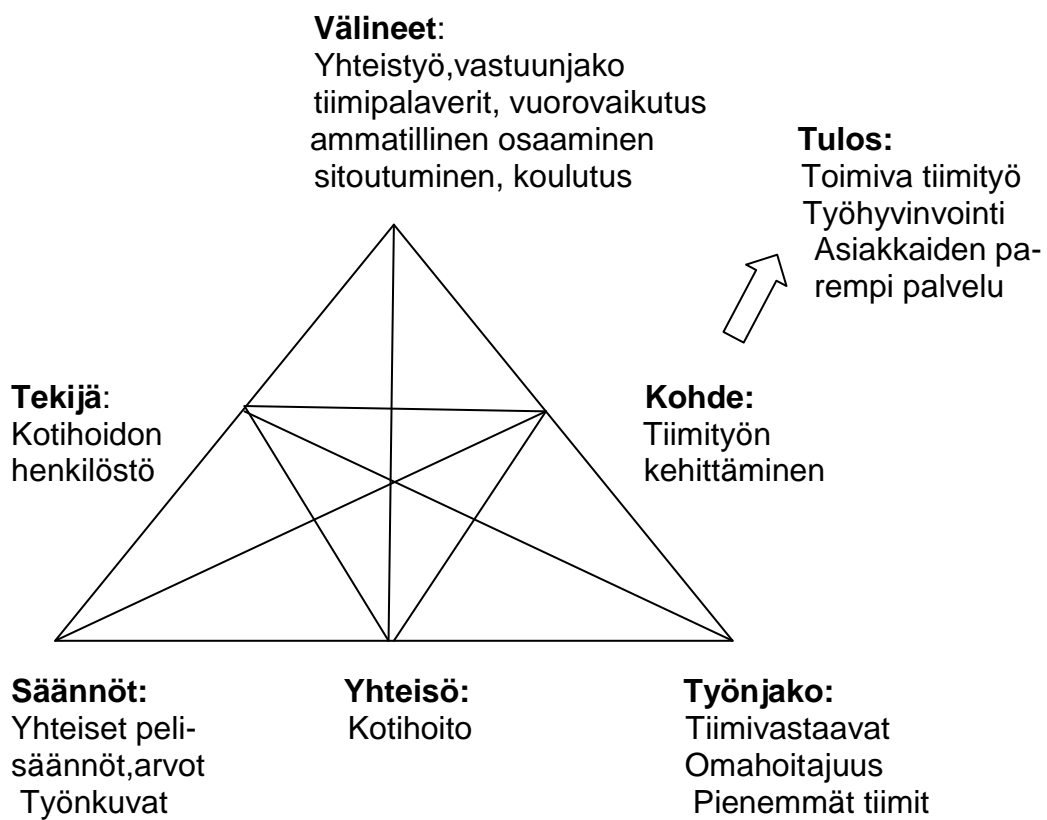 Välineet:
Yhteistyö,vastuunjako
tiimipalaverit, vuorovaikutus
ammatillinen osaaminen
sitoutuminen, koulutus
Tulos:
Toimiva tiimityö
Työhyvinvointi
Asiakkaiden pa-
rempi palvelu
Tekijä:
Kotihoidon
henkilöstö
Kohde:
Tiimityön
kehittäminen
Säännöt:
Yhteiset peli-
säännöt,arvot
Työnkuvat
Yhteisö:
Kotihoito
Työnjako:
Tiimivastaavat
Omahoitajuus
Pienemmät tiimit